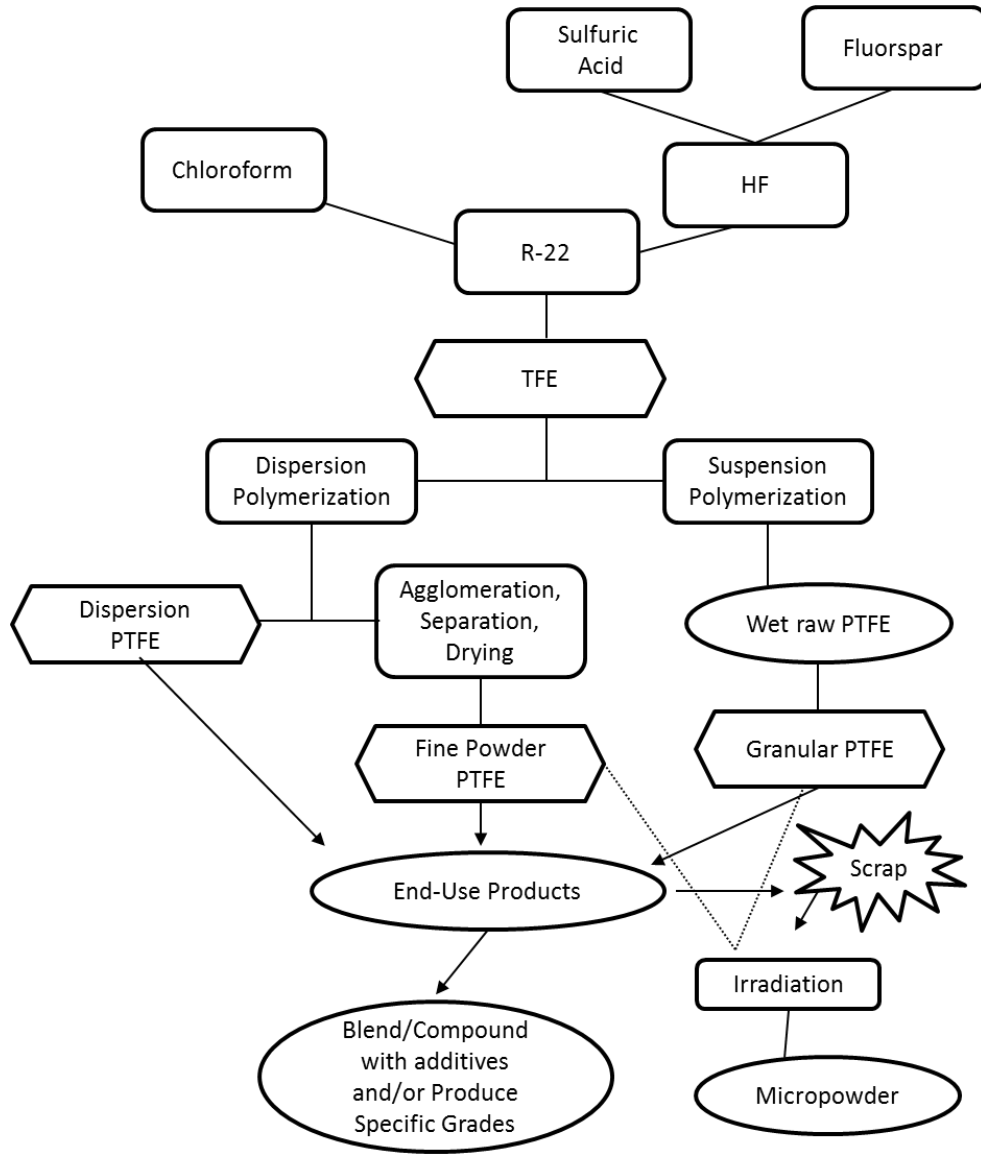 Sulfuric
Acid
Fluorspar
Chloroform
HF
R-22
TFE
Dispersion
Polymerization
Suspension
Polymerization
Dispersion
PTFE
Agglomeration,
Separation,
Drying
Wet raw PTFE
Fine Powder
PTFE
Granular PTFE
End-Use Products
Scrap
Irradiation
Blend/Compound
with additives
and/or Produce
Specific Grades
Micropowder